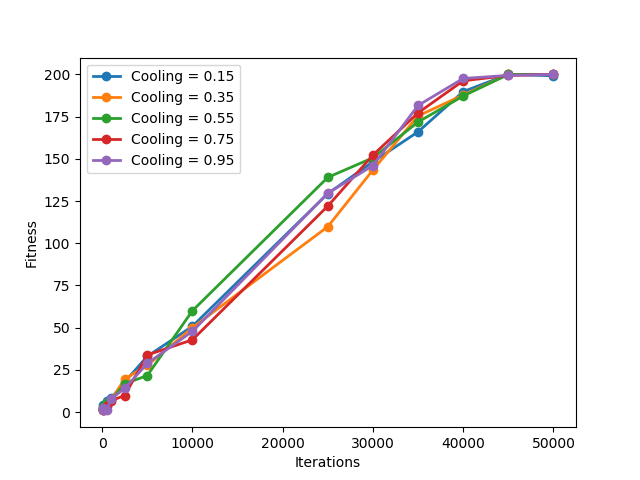 Cooling = 0.15
Cooling = 0.35
Cooling = 0.55
Cooling = 0.75
Cooling = 0.95
200
175
150
125
100
75
50
25
0
Fitness
0 10000 20000 30000 40000 50000
Iterations